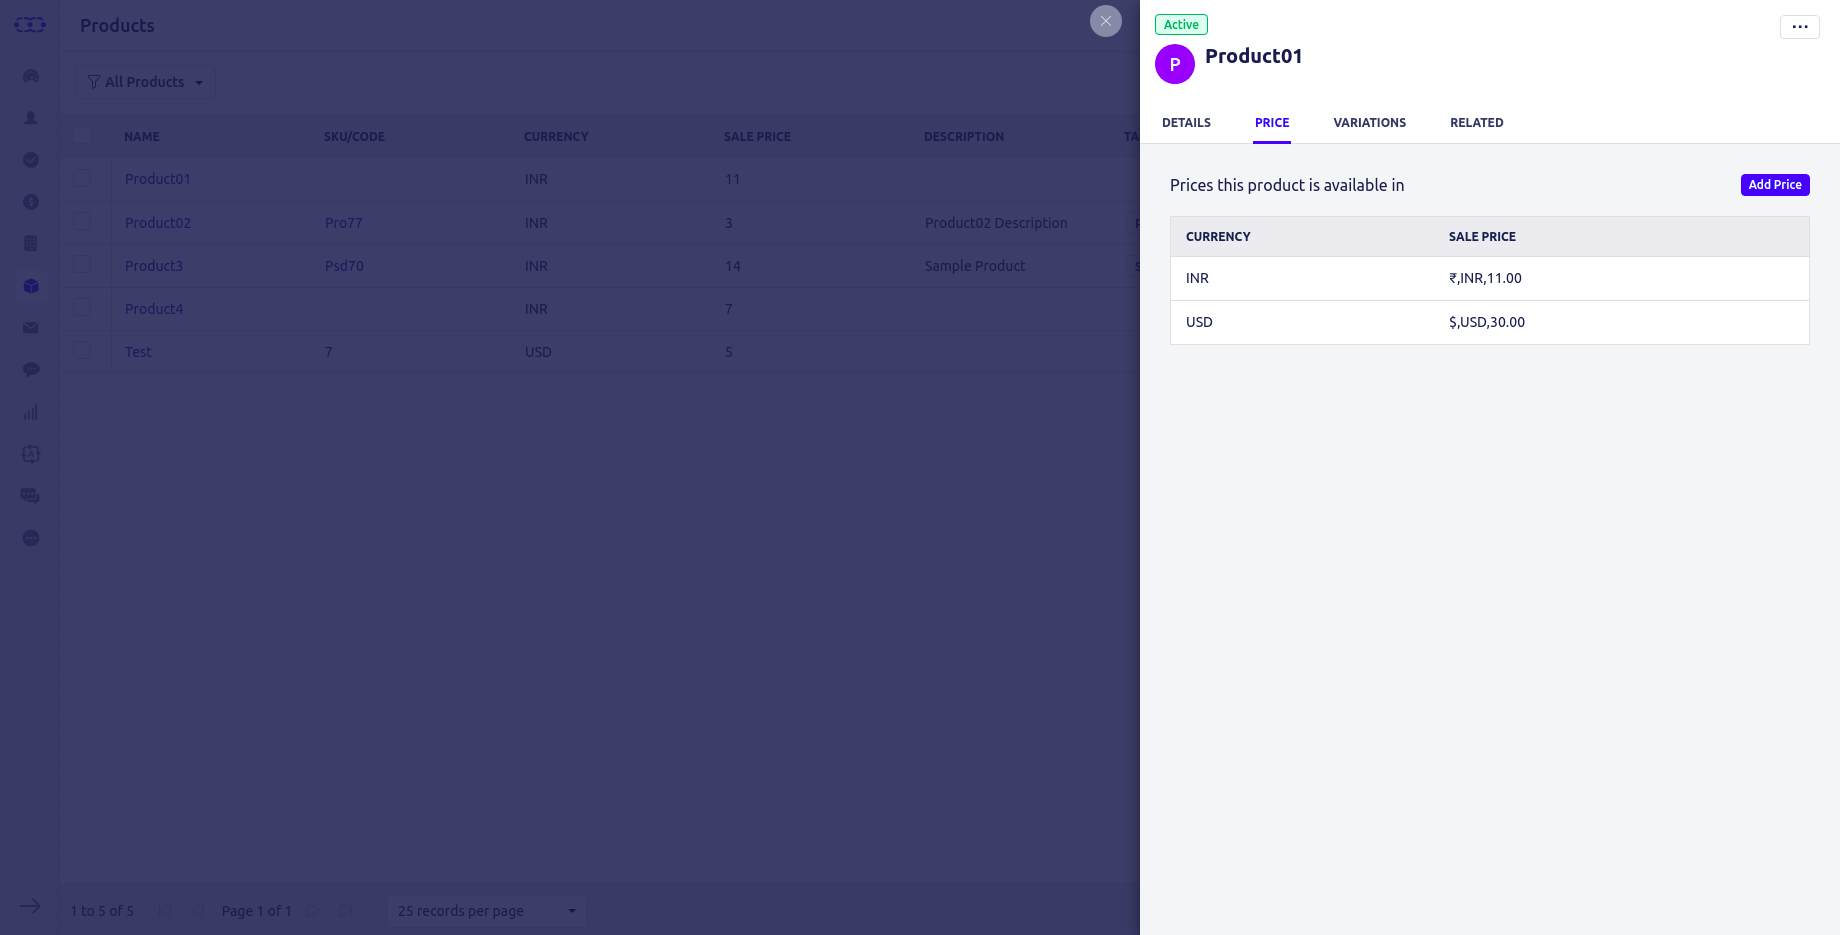 Products
All Products
NAME SKU/CODE CURRENCY SALE PRICE DESCRIPTION TA
Product01 INR 11
Product02 Pro77 INR 3 Product02 Description
Product3 Psd70 INR 14 Sample Product
Product4 INR 7
Test 7 USD 5
1 to 5 of 5 Page 1 of 1 25 records per page
Active
P Product01
DETAILS PRICE VARIATIONS RELATED
Prices this product is available in Add Price
CURRENCY SALE PRICE
INR ₹,INR,11.00
USD $,USD,30.00